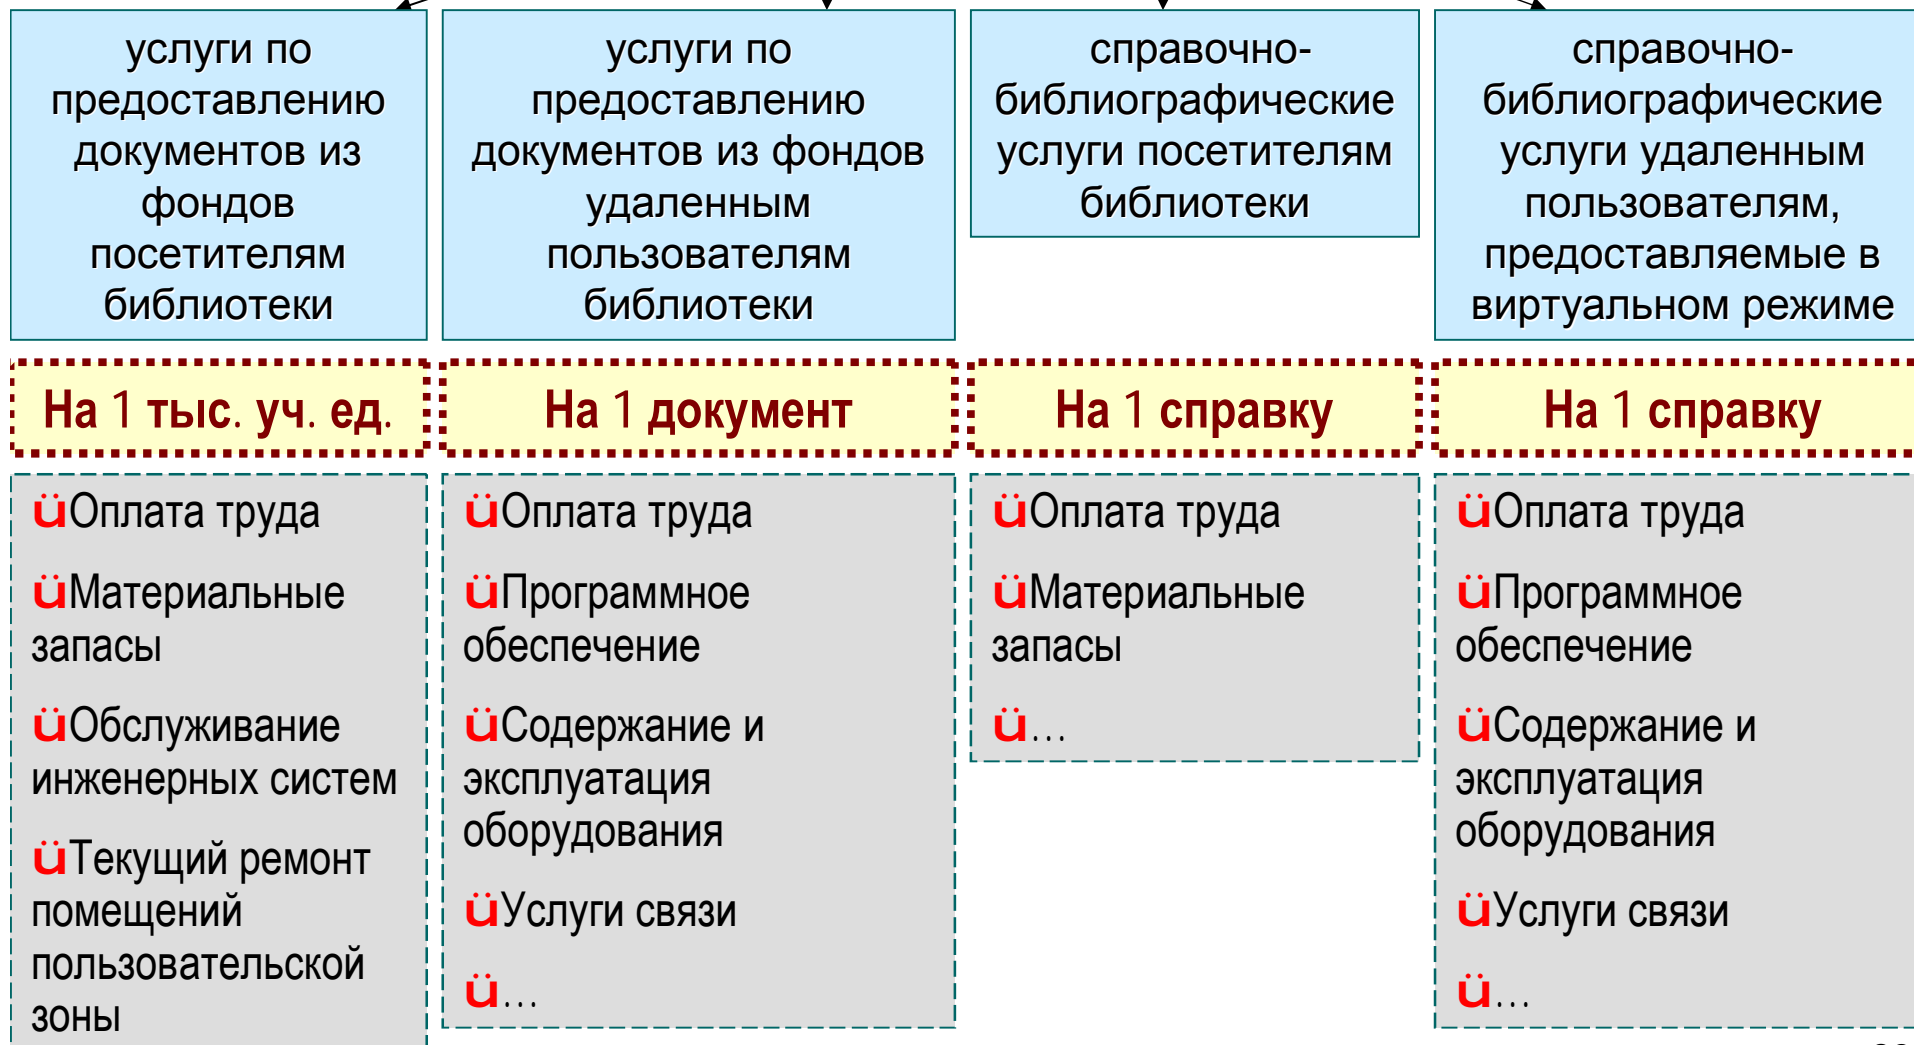 услуги по
предоставлению
документов из
фондов
посетителям
библиотеки
услуги по
предоставлению
документов из фондов
удаленным
пользователям
библиотеки
справочно-
библиографические
услуги посетителям
библиотеки
справочно-
библиографические
услуги удаленным
пользователям,
предоставляемые в
виртуальном режиме
На 1 тыс. уч. ед.
На 1 документ
На 1 справку
На 1 справку
üОплата труда
üМатериальные
запасы
üОбслуживание
инженерных систем
üТекущий ремонт
помещений
пользовательской
зоны
üОплата труда
üПрограммное
обеспечение
üСодержание и
эксплуатация
оборудования
üУслуги связи
ü...
üОплата труда
üМатериальные
запасы
ü...
üОплата труда
üПрограммное
обеспечение
üСодержание и
эксплуатация
оборудования
üУслуги связи
ü...